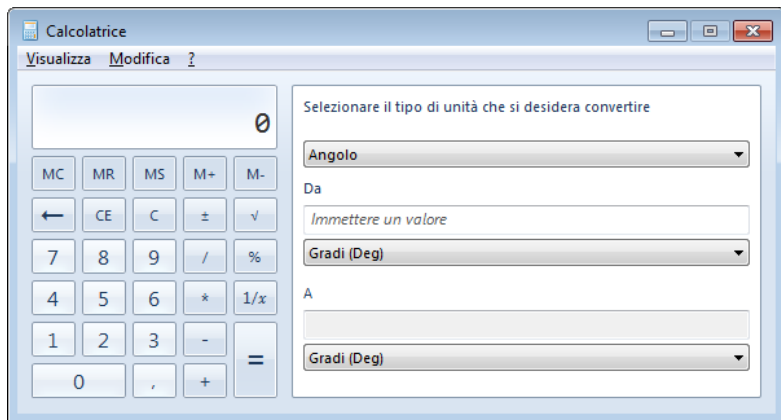 Calcolatrice
Visualizza Modifica ?
0
MC MR MS M+ M-
← CE C ± √
7 8 9 / %
4 5 6 * 1/x
1 2 3 - =
0 , +
Selezionare il tipo di unità che si desidera convertire
Angolo
Da
Immettere un valore
Gradi (Deg)
A
Gradi (Deg)